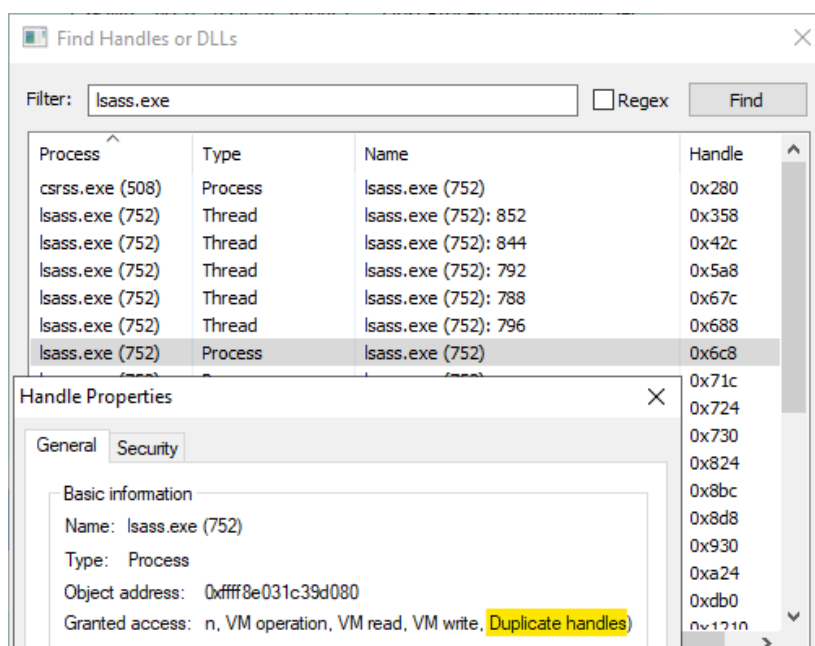 Find Handles or DLLs
Filter: lsass.exe Regex Find
Process Type Name Handle
csrss.exe (508) Process lsass.exe (752) 0x280
lsass.exe (752) Thread lsass.exe (752): 852 0x358
lsass.exe (752) Thread lsass.exe (752): 844 0x42c
lsass.exe (752) Thread lsass.exe (752): 792 0x5a8
lsass.exe (752) Thread lsass.exe (752): 788 0x67c
lsass.exe (752) Thread lsass.exe (752): 796 0x688
lsass.exe (752) Process lsass.exe (752) 0x6c8
0x71c
Handle Properties
0x724
0x730
General Security
0x824
0x8bc
Basic information
0x8d8
Name: lsass.exe (752)
0x930
Type: Process
0xa24
Object address: 0xffff8e031c39d080
0xdb0
Granted access: n, VM operation, VM read, VM write, Duplicate handles)
0x1210